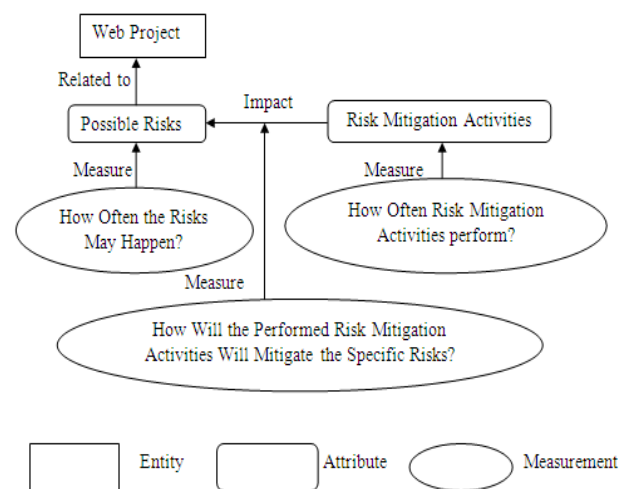 Web Project
Related to
Impact
Possible Risks
Risk Mitigation Activities
Measure
Measure
How Often the Risks
May Happen?
How Often Risk Mitigation
Activities perform?
Measure
How Will the Performed Risk Mitigation
Activities Will Mitigate the Specific Risks?
Entity
Attribute
Measurement